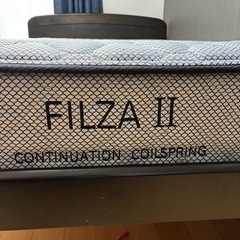 FILZA II
CONTINUATION COILSPRING